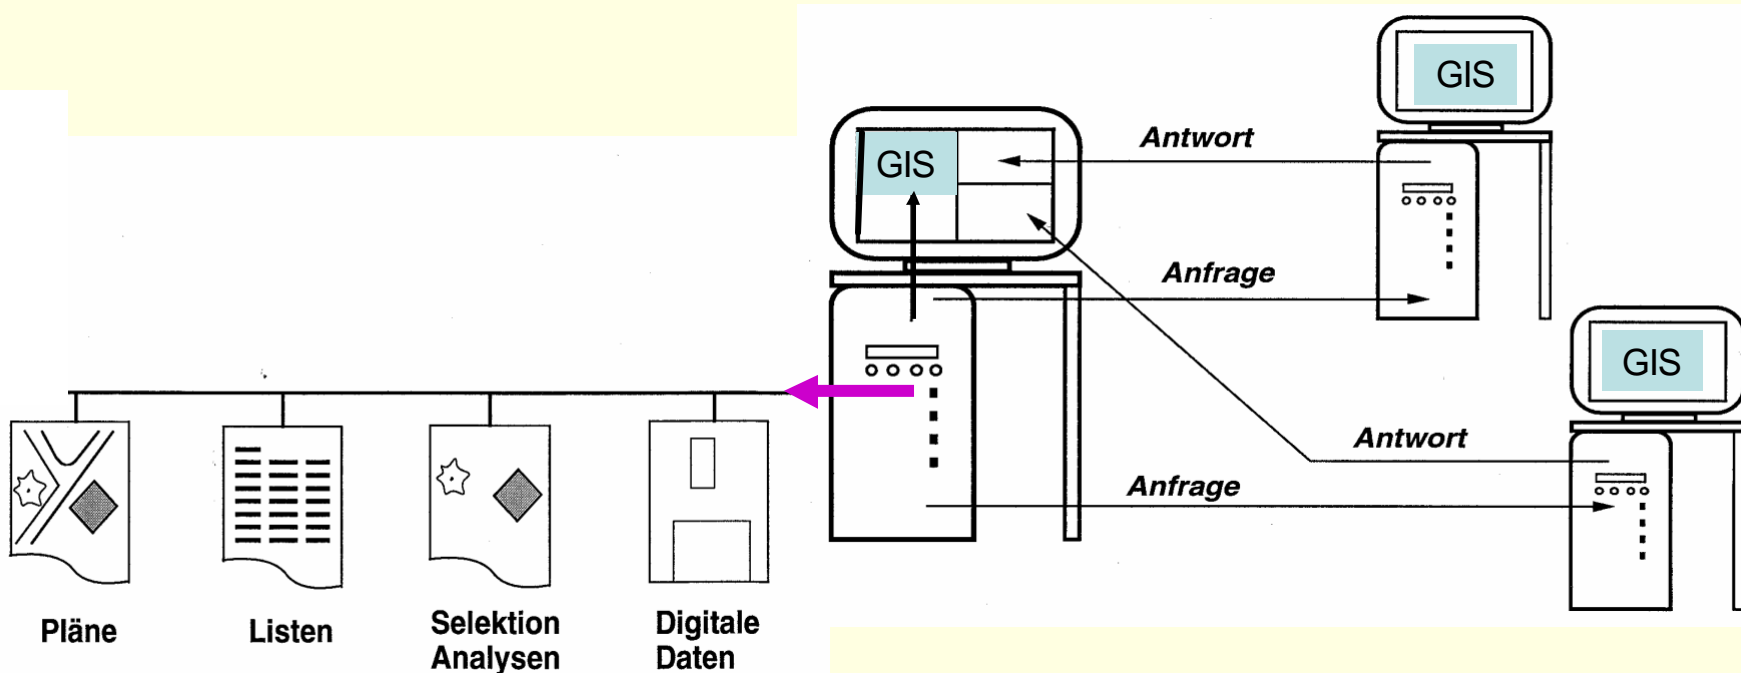 GIS
Antwort
GIS
Anfrage
GIS
Antwort
Anfrage
Pläne
Listen
Selektion
Analysen
Digitale
Daten